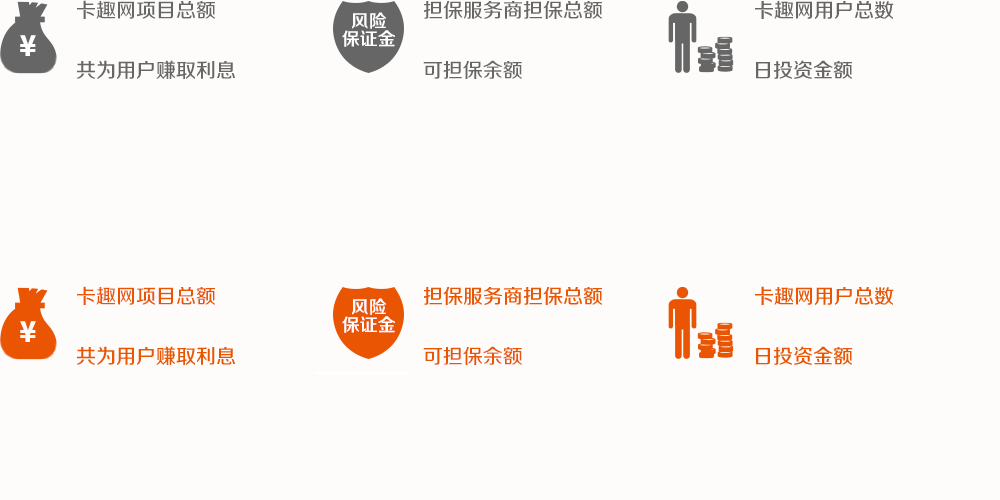 卡趣网项目总额
¥
共为用户赚取利息
风险
保证金
担保服务商担保总额
可担保余额
卡趣网用户总数
日投资金额
卡趣网项目总额
¥
共为用户赚取利息
风险
保证金
担保服务商担保总额
可担保余额
卡趣网用户总数
日投资金额